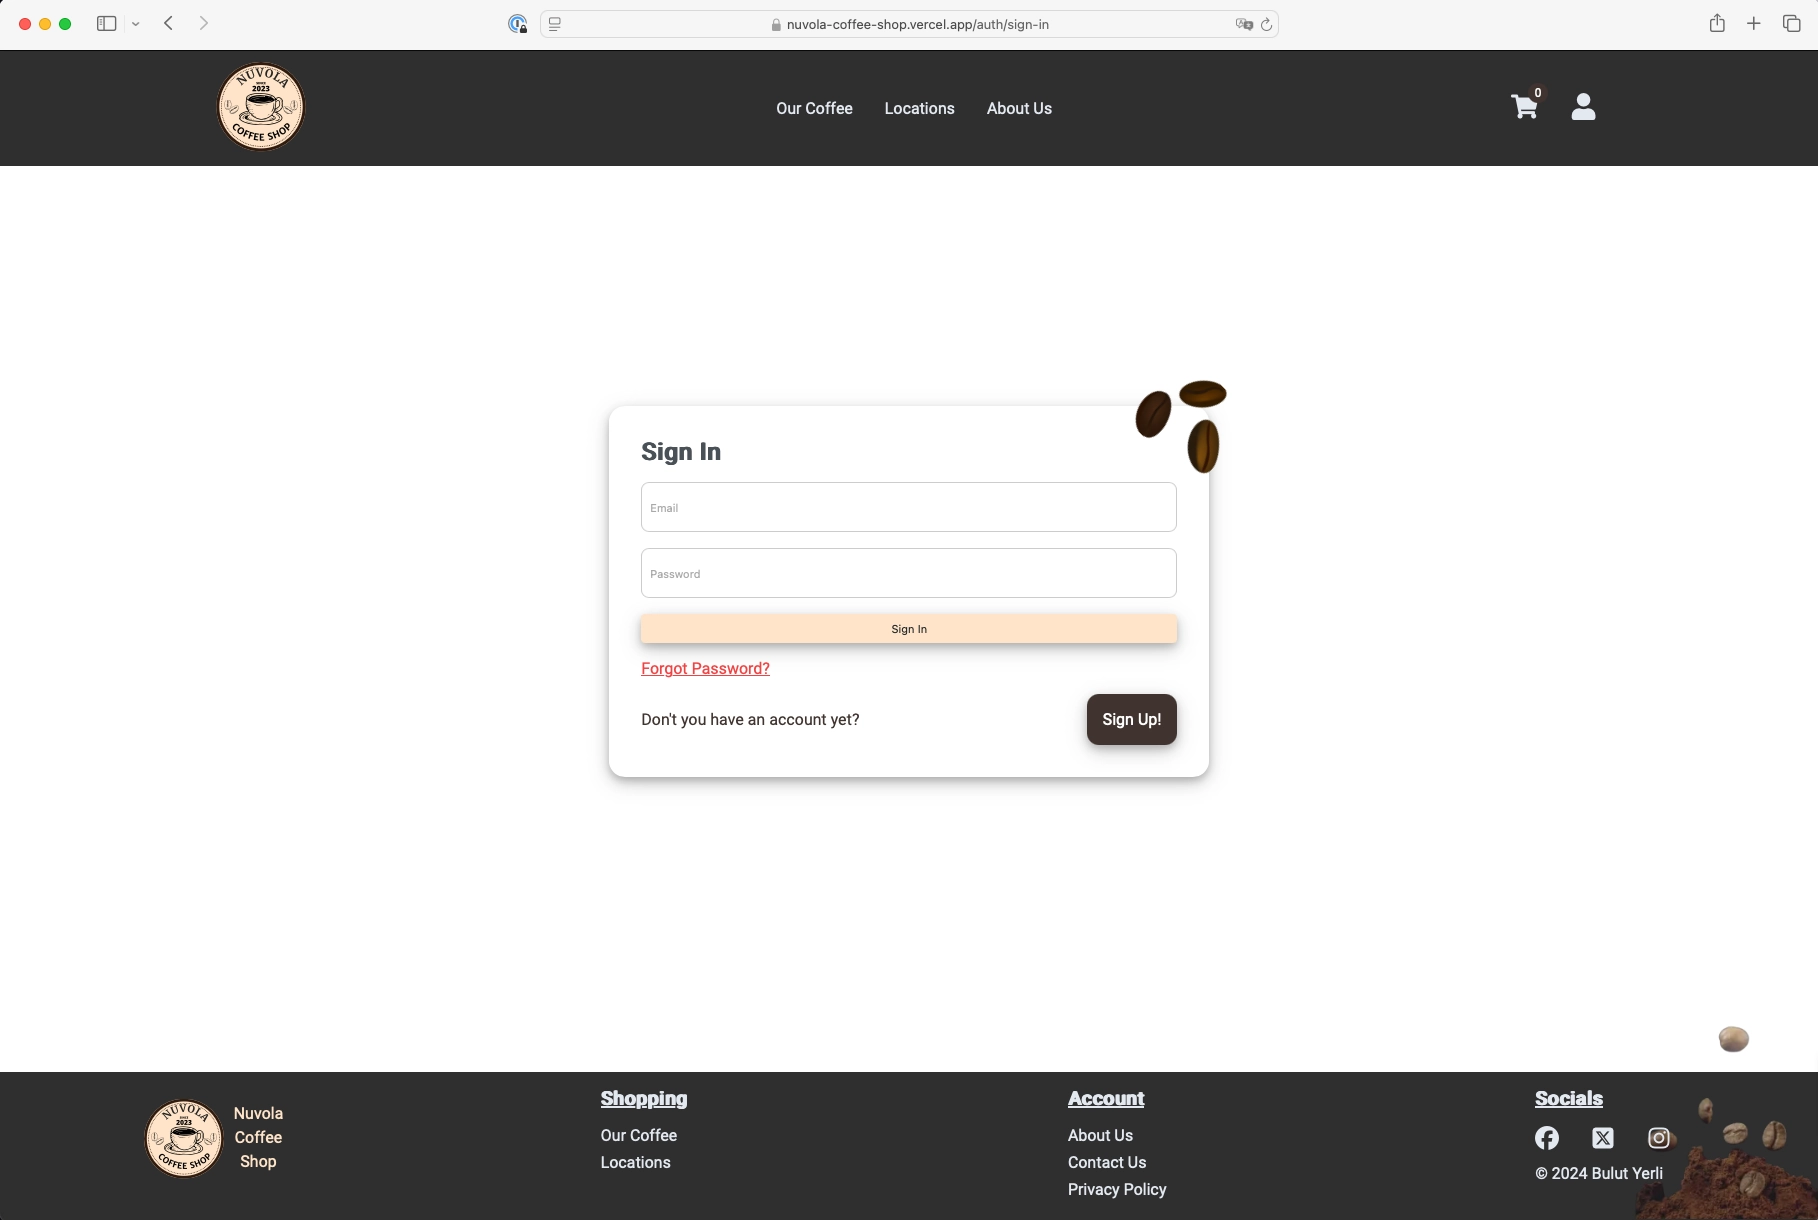 nuvola-coffee-shop.vercel.app/auth/sign-in
NUVOLA
SINCE
2023
COFFEE SHOP
Our Coffee
Locations
About Us
0
Sign In
Email
Password
Sign In
Forgot Password?
Don't you have an account yet?
Sign Up!
NUVOLA
SINCE
2023
COFFEE SHOP
Nuvola
Coffee
Shop
Shopping
Our Coffee
Locations
Account
About Us
Contact Us
Privacy Policy
Socials
© 2024 Bulut Yerli